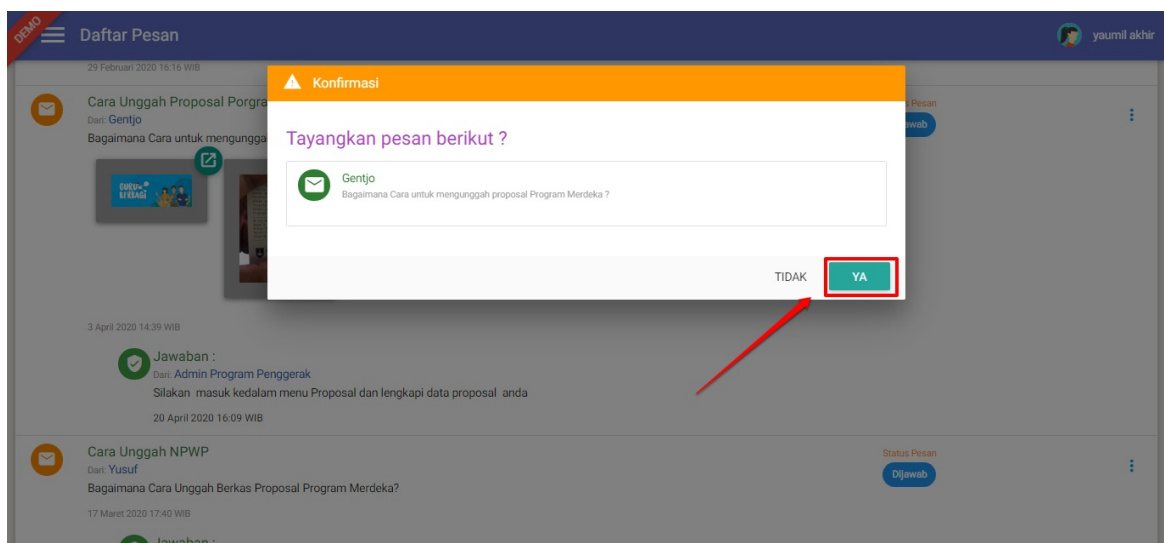 DEMO
Daftar Pesan
yaumil akhir
29 Februari 2020 16:16 WIB
Konfirmasi
Cara Unggah Proposal Porgra
Pesan
Dari: Gentjo
awab
Bagaimana Cara untuk mengungga
Tayangkan pesan berikut ?
GURU
BERBAGI
Gentjo
Bagaimana Cara untuk mengunggah proposal Program Merdeka ?
TIDAK
YA
3 April 2020 14:39 WIB
Jawaban :
Dari: Admin Program Penggerak
Silakan masuk kedalam menu Proposal dan lengkapi data proposal anda
20 April 2020 16:09 WIB
Cara Unggah NPWP
Status Pesan
Dari: Yusuf
Dijawab
Bagaimana Cara Unggah Berkas Proposal Program Merdeka?
17 Maret 2020 17:40 WIB
Jawaban :